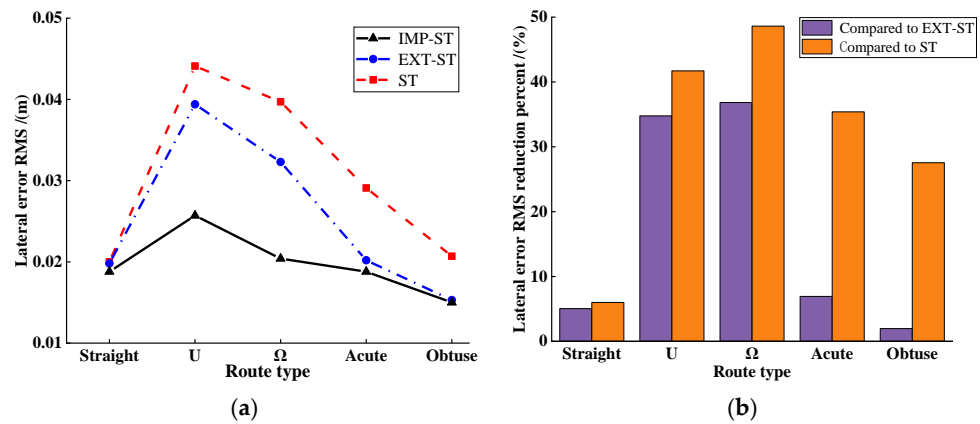 0.05
0.04
0.03
0.02
0.01
Lateral error RMS /(m)
IMP-ST
EXT-ST
ST
Straight U Ω Acute Obtuse
Route type
(a)
50
40
30
20
10
0
Lateral error RMS reduction percent /(%)
Compared to EXT-ST
Compared to ST
Straight U Ω Acute Obtuse
Route type
(b)